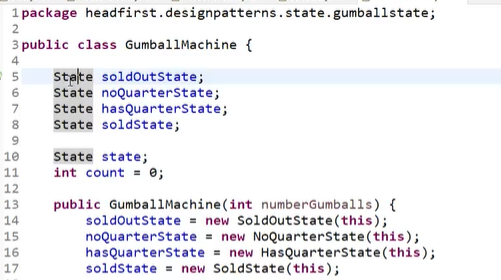 1 package headfirst.designpatterns.state.gumballstate;
2
3 public class GumballMachine {
4
5     State soldOutState;
6     State noQuarterState;
7     State hasQuarterState;
8     State soldState;
9
10     State state;
11     int count = 0;
12
13     public GumballMachine(int numberGumballs) {
14         soldOutState = new SoldOutState(this);
15         noQuarterState = new NoQuarterState(this);
16         hasQuarterState = new HasQuarterState(this);
17         soldState = new SoldState(this);